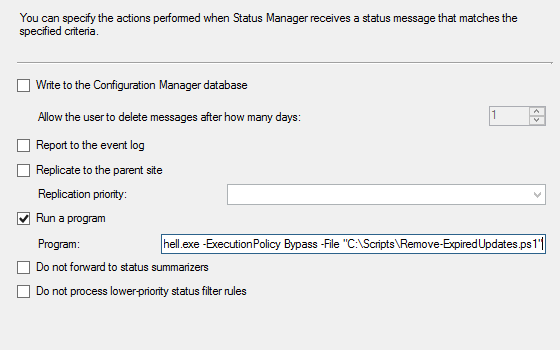 You can specify the actions performed when Status Manager receives a status message that matches the
specified criteria.
Write to the Configuration Manager database
Allow the user to delete messages after how many days:
1
Report to the event log
Replicate to the parent site
Replication priority:
Run a program
Program:
hell.exe -ExecutionPolicy Bypass -File "C:\Scripts\Remove-ExpiredUpdates.ps1"
Do not forward to status summarizers
Do not process lower-priority status filter rules